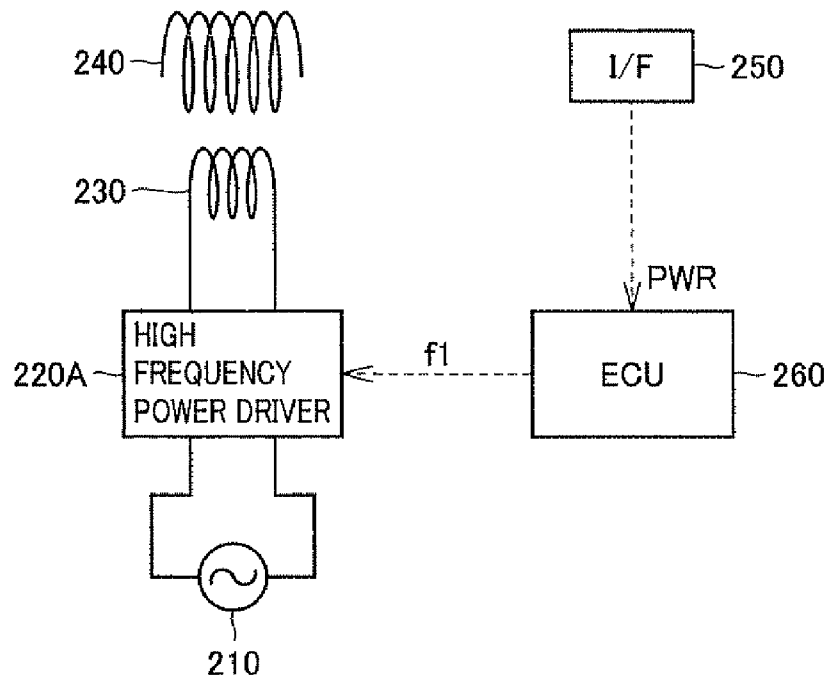 240
I/F
250
230
PWR
220A
HIGH
FREQUENCY
POWER DRIVER
f1
ECU
260
210